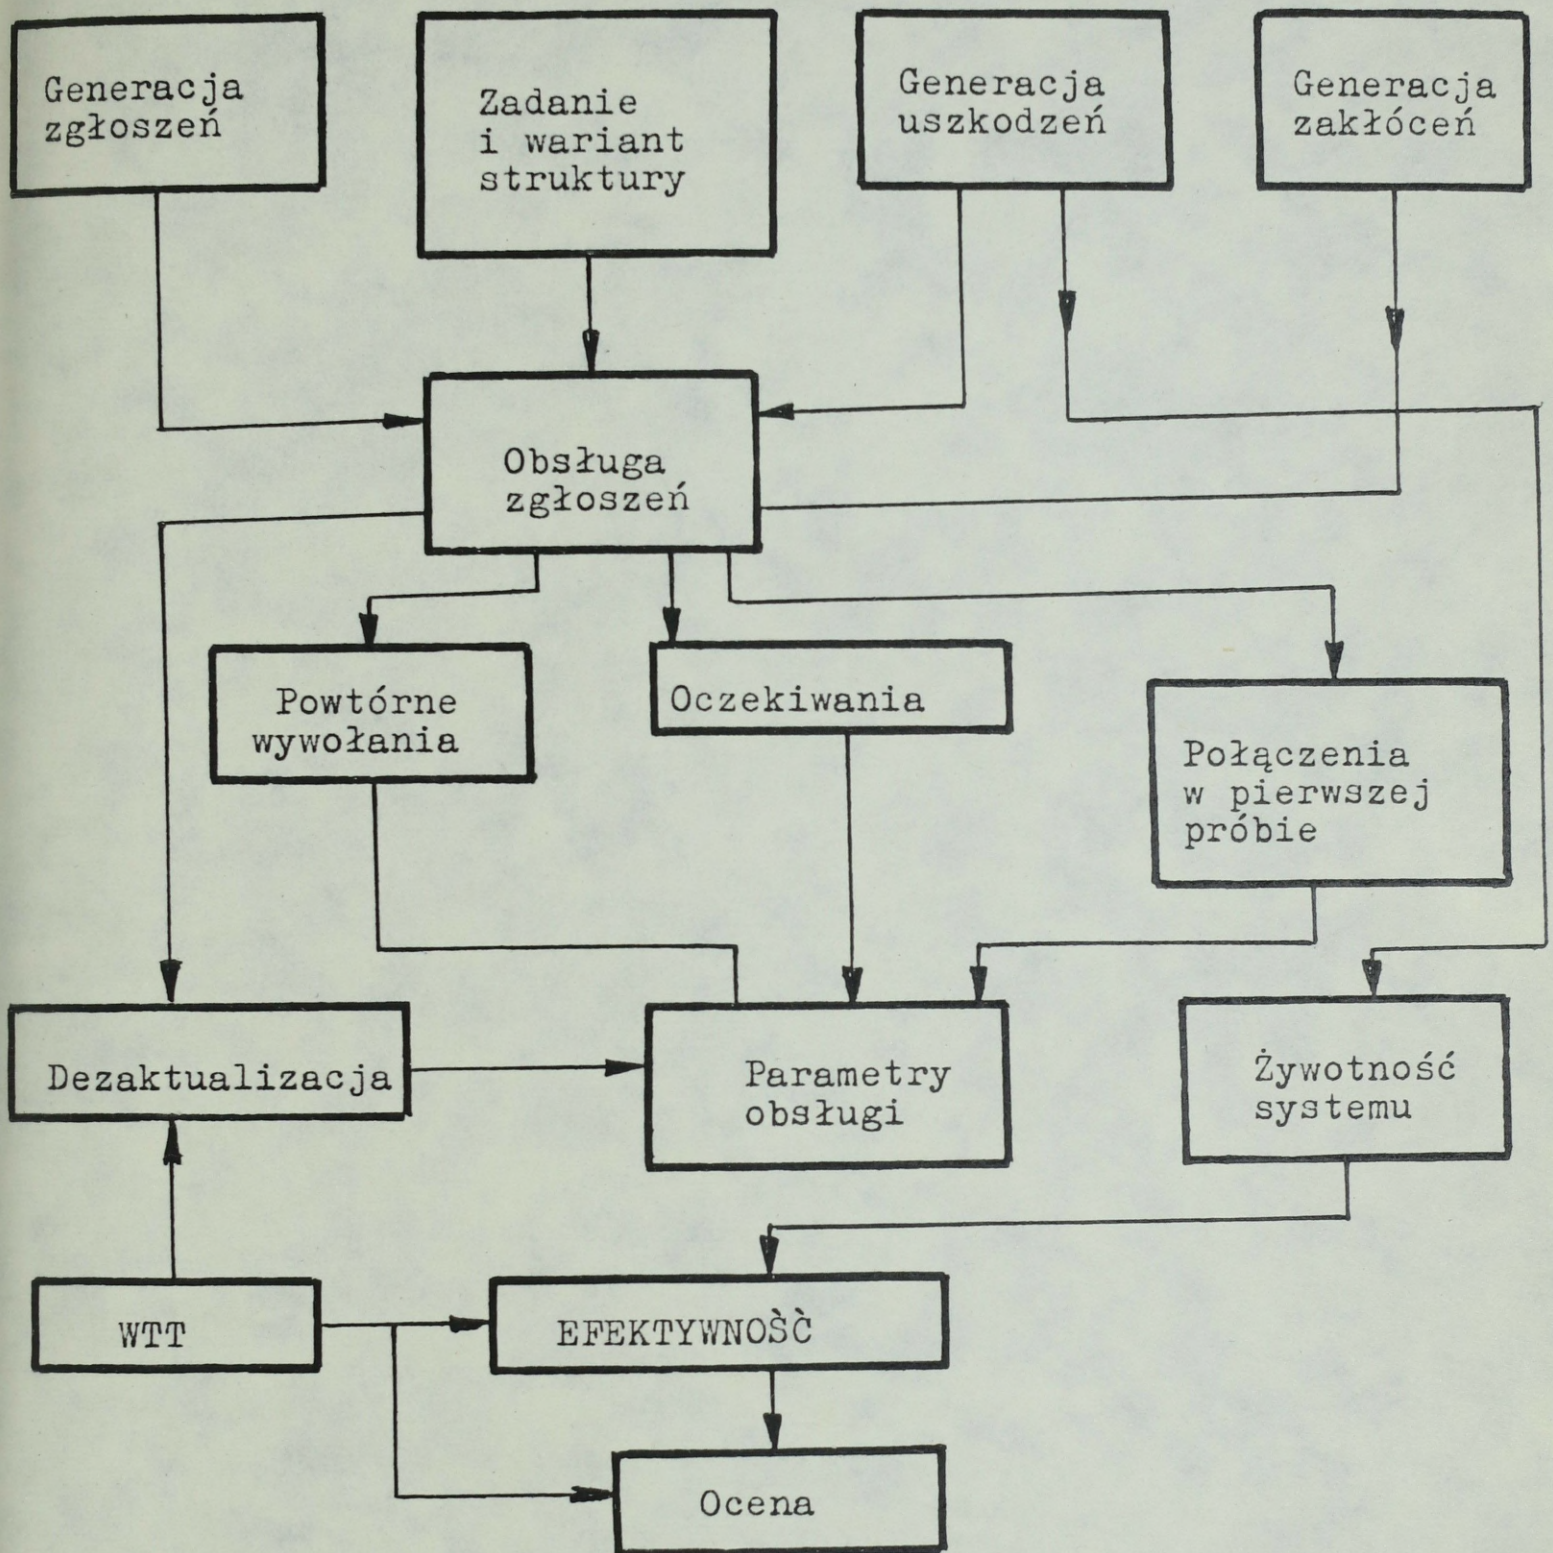 Generacja
zgłoszeń
Zadanie
i wariant
struktury
Generacja
uszkodzeń
Generacja
zakłóceń
Obsługa
zgłoszeń
Powtórne
wywołania
Oczekiwania
Połączenia
w pierwszej
próbie
Dezaktualizacja
Parametry
obsługi
Żywotność
systemu
WTT
EFEKTYWNOŚĆ
Ocena